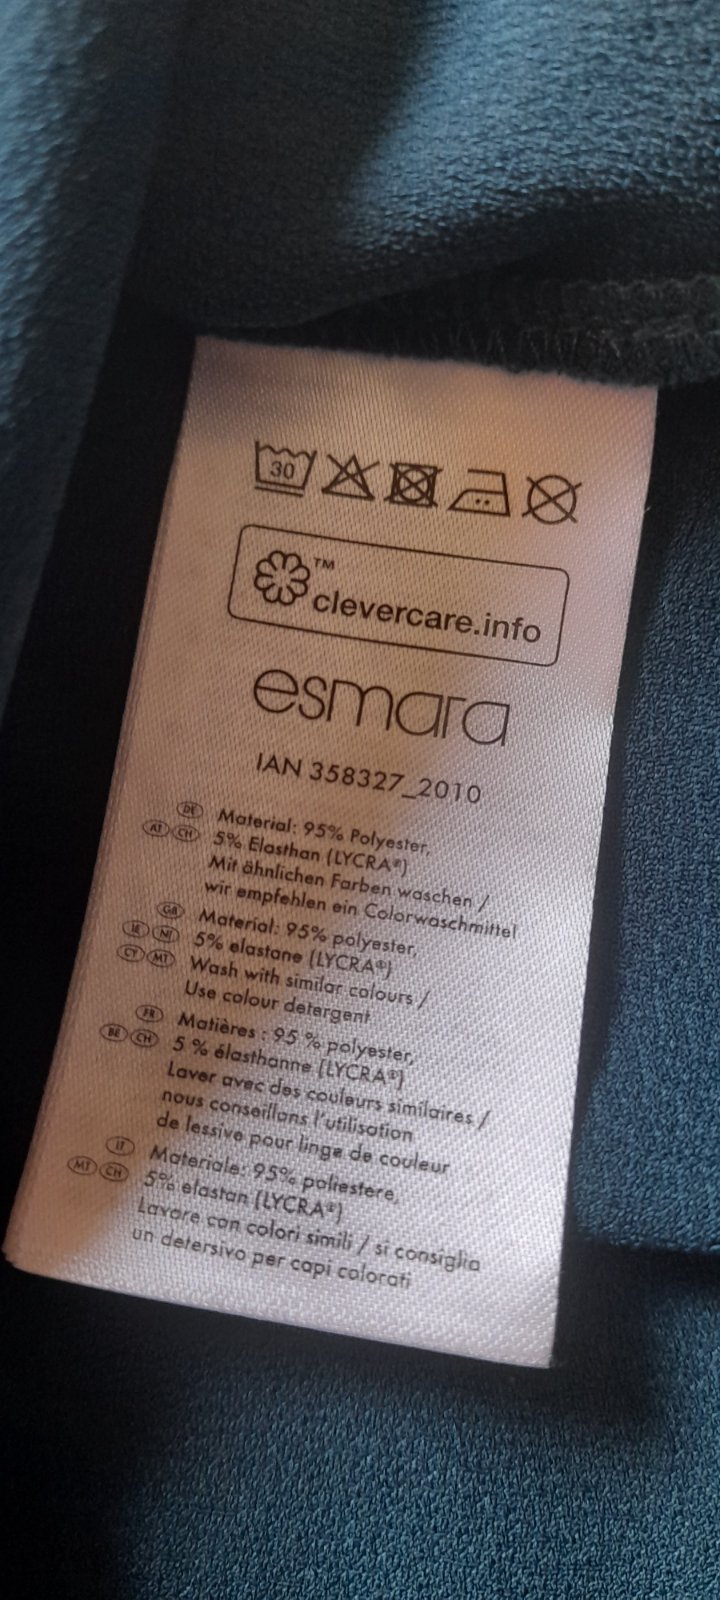 30
™
clevercare.info
esmara
IAN 358327_2010
DE Material: 95% Polyester,
AT CH 5% Elasthan (LYCRA®)
Mit ähnlichen Farben waschen /
wir empfehlen ein Colorwaschmittel
GB Material: 95% polyester,
IE NI 5% elastane (LYCRA®)
CY MT Wash with similar colours /
Use colour detergent
FR Matières : 95 % polyester,
BE CH 5 % élasthanne (LYCRA®)
Laver avec des couleurs similaires /
nous conseillons l'utilisation
de lessive pour linge de couleur
IT Materiale: 95% poliestere,
MT CH 5% elastan (LYCRA®)
Lavare con colori simili / si consiglia
un detersivo per capi colorati